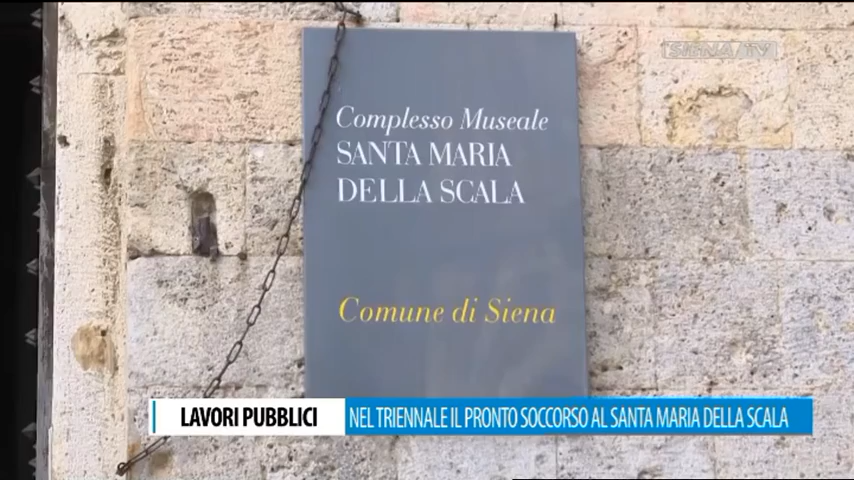 SIENA TV
Complesso Museale
SANTA MARIA
DELLA SCALA
Comune di Siena
LAVORI PUBBLICI
NEL TRIENNALE IL PRONTO SOCCORSO AL SANTA MARIA DELLA SCALA